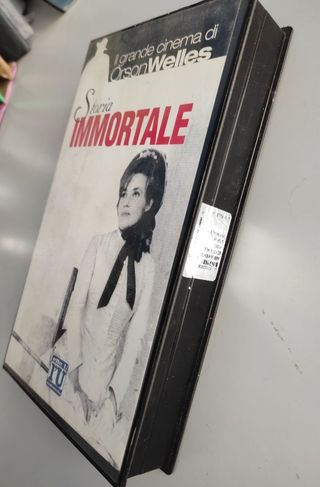 Il grande cinema di
Orson Welles
Storia
IMMORTALE
l'U